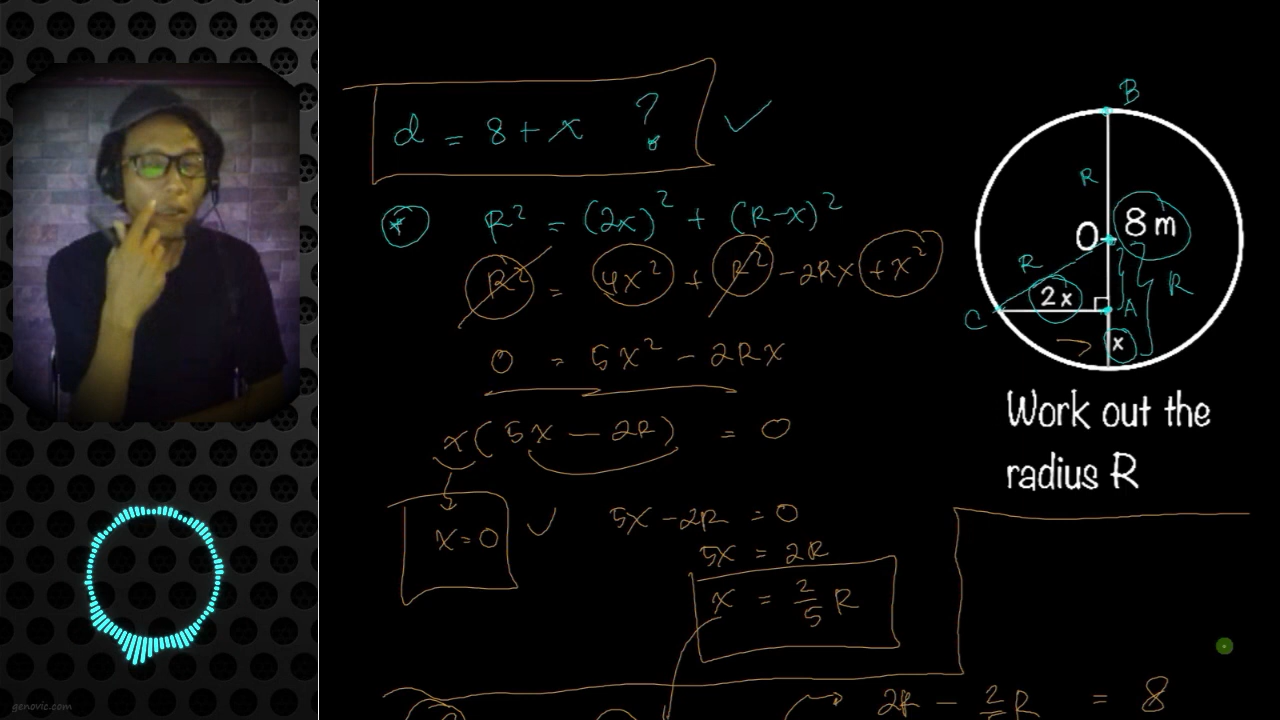 d = 8 + x ?
* R² = (2x)² + (R-x)²
R² = 4x² + R² - 2Rx + x²
0 = 5x² - 2Rx
x(5x - 2R) = 0
x = 0
5x - 2R = 0
5x = 2R
x = 2/5 R
2R - 2/5 R = 8
B
R
O 8 m
R
2x
A
R
C
x
Work out the
radius R
genovic.com